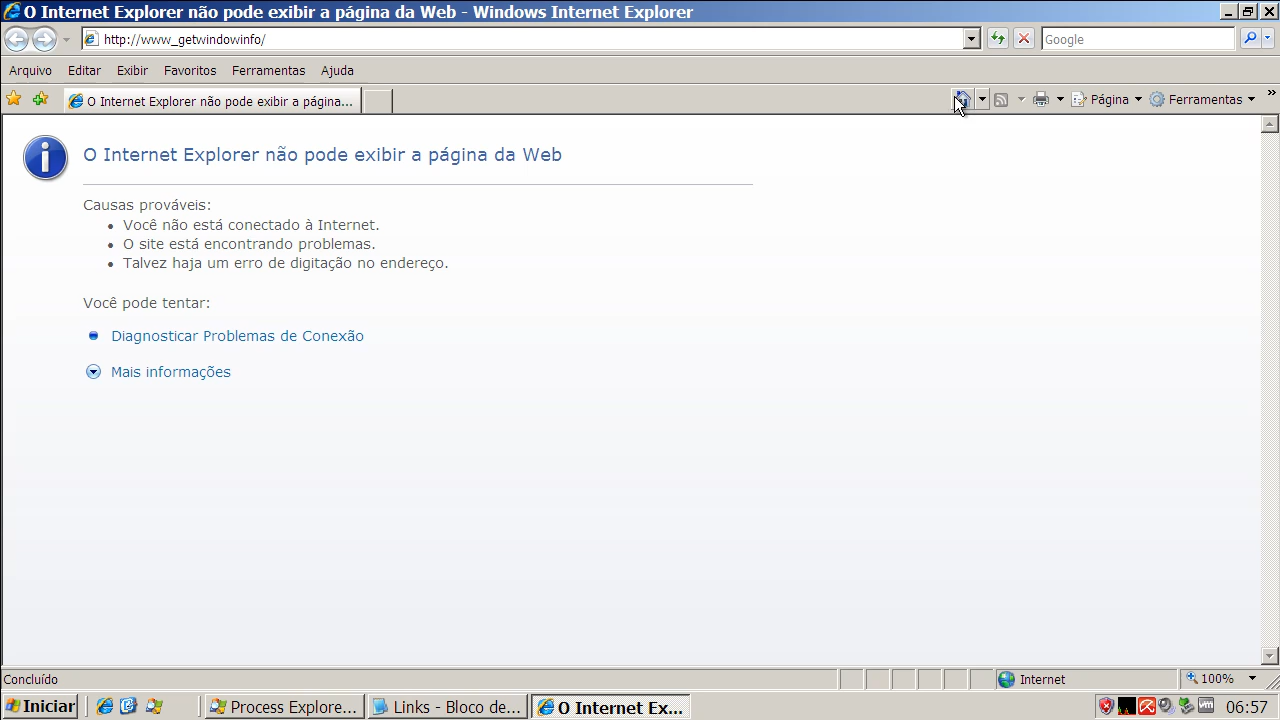 O Internet Explorer não pode exibir a página da Web - Windows Internet Explorer
http://www_getwindowinfo/
Google
Arquivo Editar Exibir Favoritos Ferramentas Ajuda
O Internet Explorer não pode exibir a página...
Página
Ferramentas
O Internet Explorer não pode exibir a página da Web
Causas prováveis:
Você não está conectado à Internet.
O site está encontrando problemas.
Talvez haja um erro de digitação no endereço.
Você pode tentar:
Diagnosticar Problemas de Conexão
Mais informações
Concluído
Internet
100%
Iniciar
Process Explore...
Links - Bloco de...
O Internet Ex...
06:57